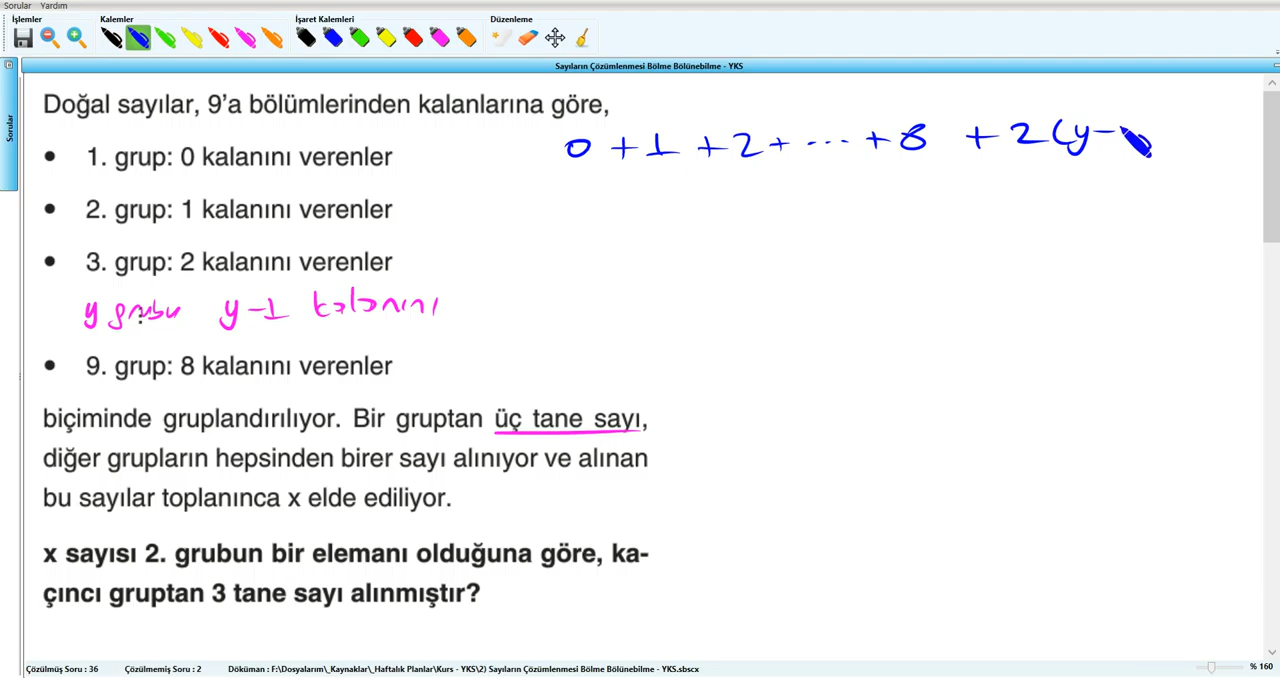 Sorular Yardım
İşlemler Kalemler İşaret Kalemleri Düzenleme
Sayıların Çözümlenmesi Bölme Bölünebilme - YKS
Sorular
Doğal sayılar, 9'a bölümlerinden kalanlarına göre,
0 + 1 + 2 + ... + 8 + 2(y-
• 1. grup: 0 kalanını verenler
• 2. grup: 1 kalanını verenler
• 3. grup: 2 kalanını verenler
y grubu y-1 kalanını
• 9. grup: 8 kalanını verenler
biçiminde gruplandırılıyor. Bir gruptan üç tane sayı,
diğer grupların hepsinden birer sayı alınıyor ve alınan
bu sayılar toplanınca x elde ediliyor.
x sayısı 2. grubun bir elemanı olduğuna göre, ka-
çıncı gruptan 3 tane sayı alınmıştır?
Çözülmüş Soru : 36 Çözülmemiş Soru : 2 Döküman : F:\Dosyalarım\_Kaynaklar\_Haftalık Planlar\Kurs - YKS\2) Sayıların Çözümlenmesi Bölme Bölünebilme - YKS.sbscx % 160